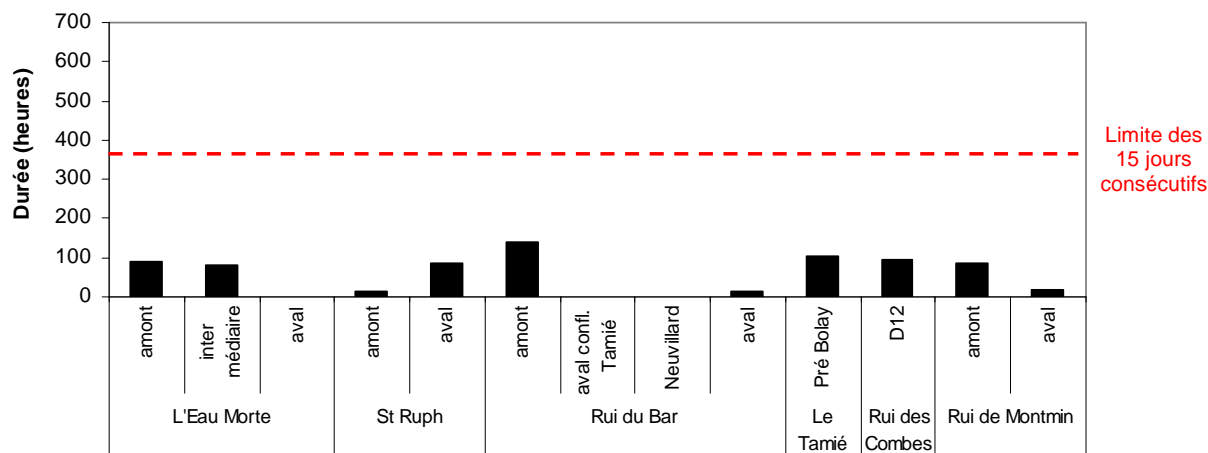 Durée (heures)
700
600
500
400
300
200
100
0
Limite des
15 jours
consécutifs
amont
inter
médiaire
aval
amont
aval
amont
aval confl.
Tamié
Neuvillard
aval
Pré Bolay
D12
amont
aval
L'Eau Morte
St Ruph
Rui du Bar
Le
Tamié
Rui des
Combes
Rui de Montmin